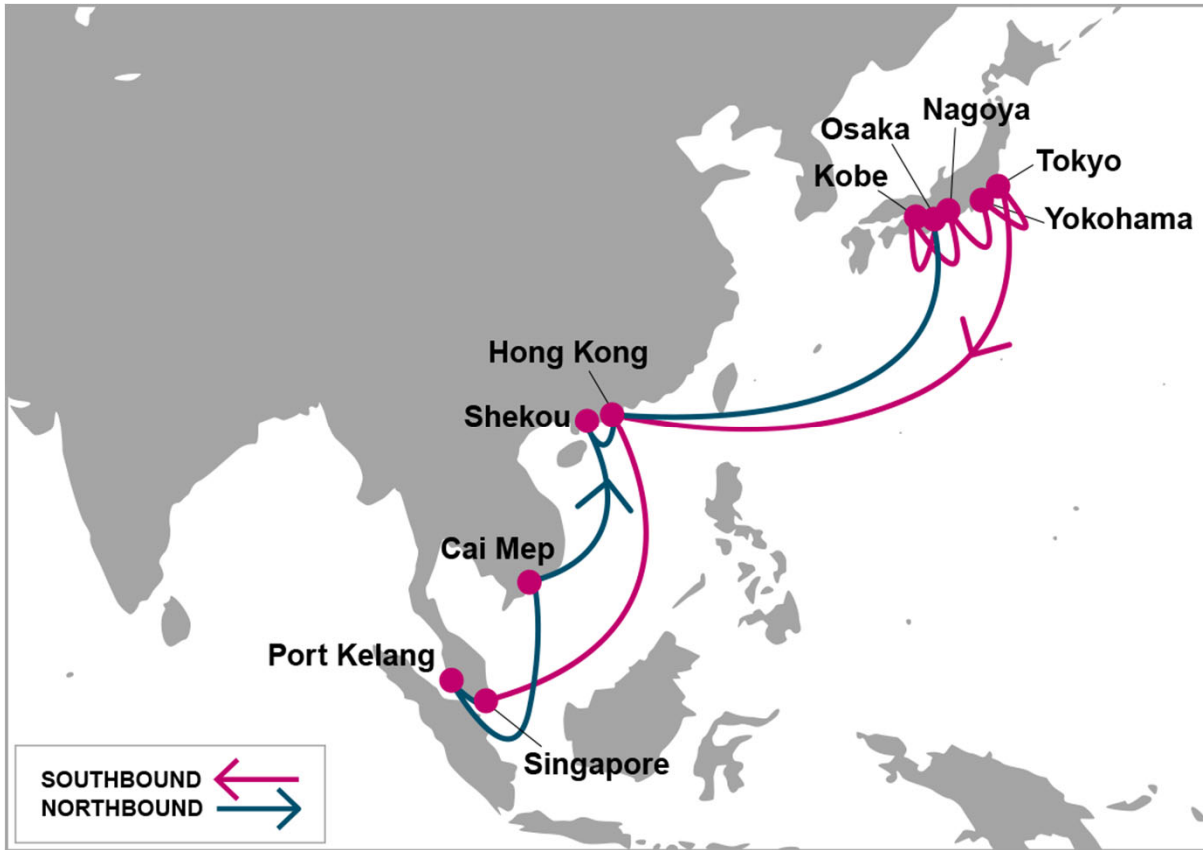 Nagoya
Osaka
Kobe
Tokyo
Yokohama
Hong Kong
Shekou
Cai Mep
Port Kelang
Singapore
SOUTHBOUND
NORTHBOUND